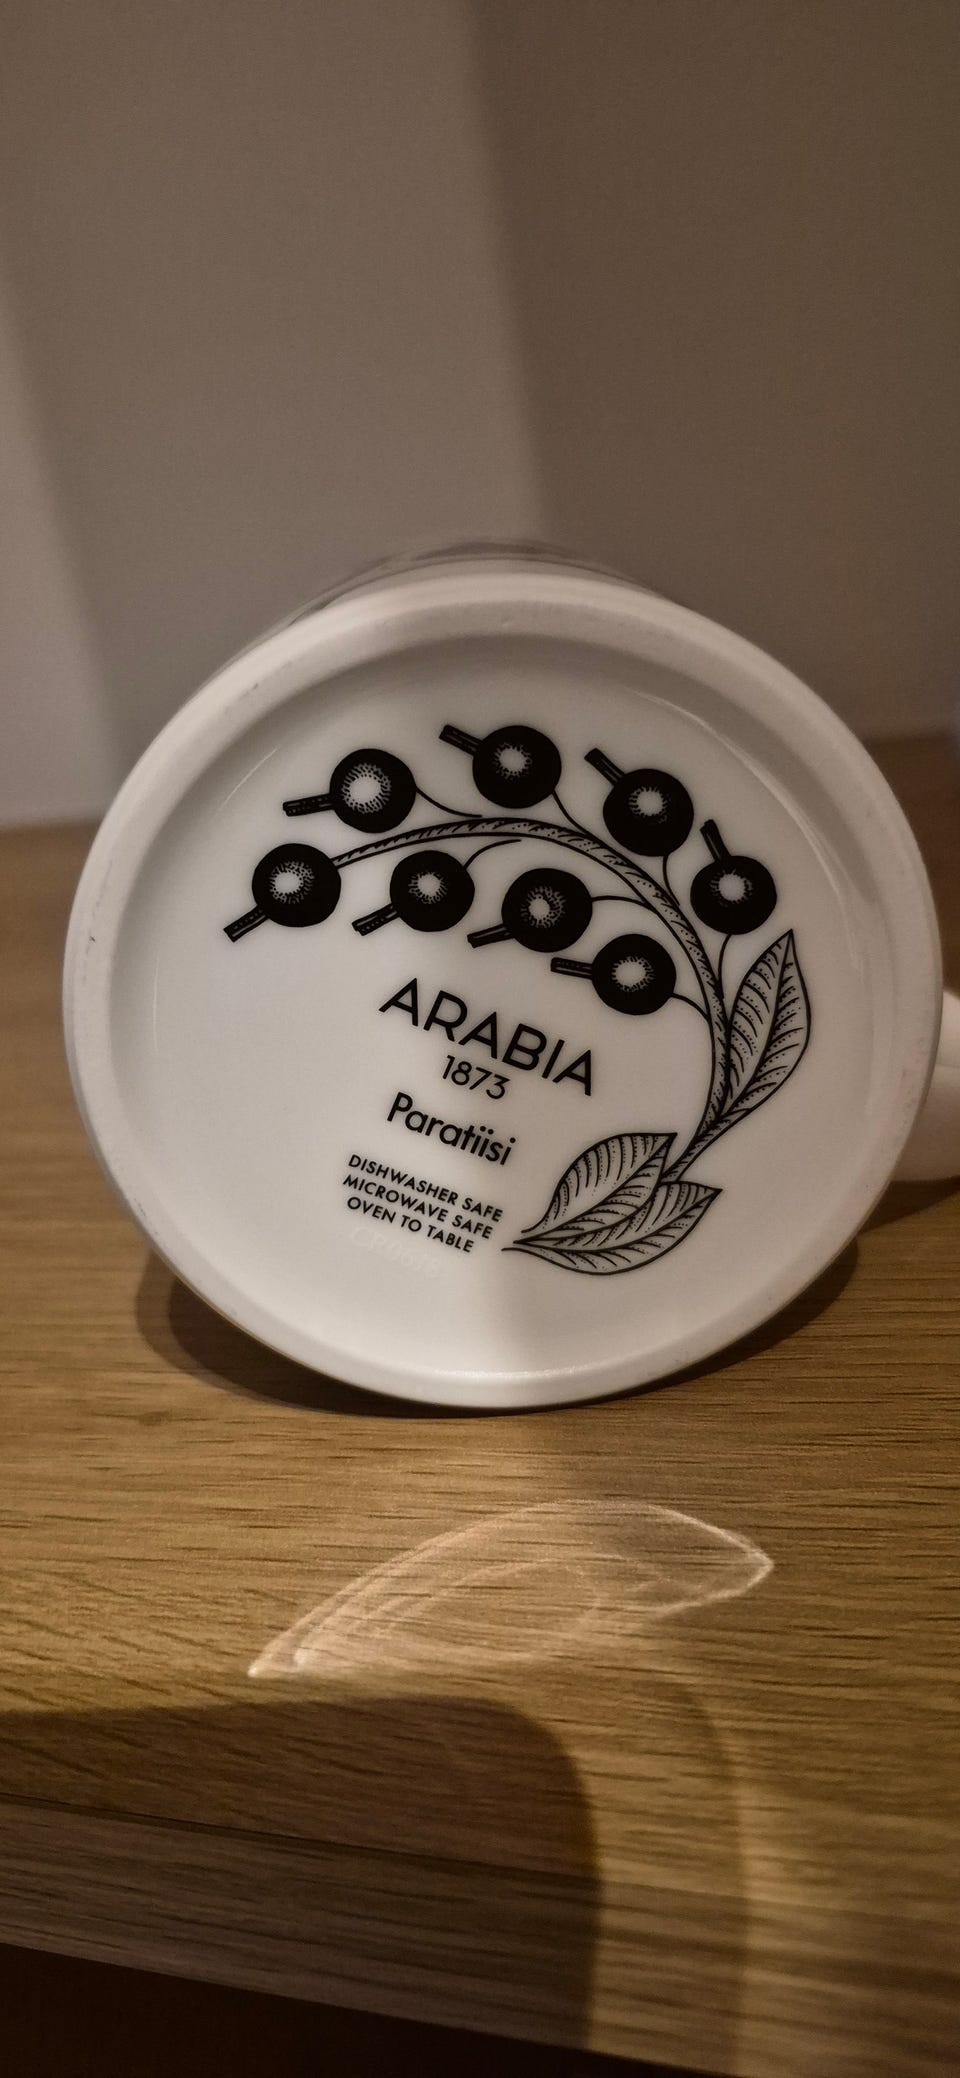 ARABIA
1873
Paratiisi
DISHWASHER SAFE
MICROWAVE SAFE
OVEN TO TABLE